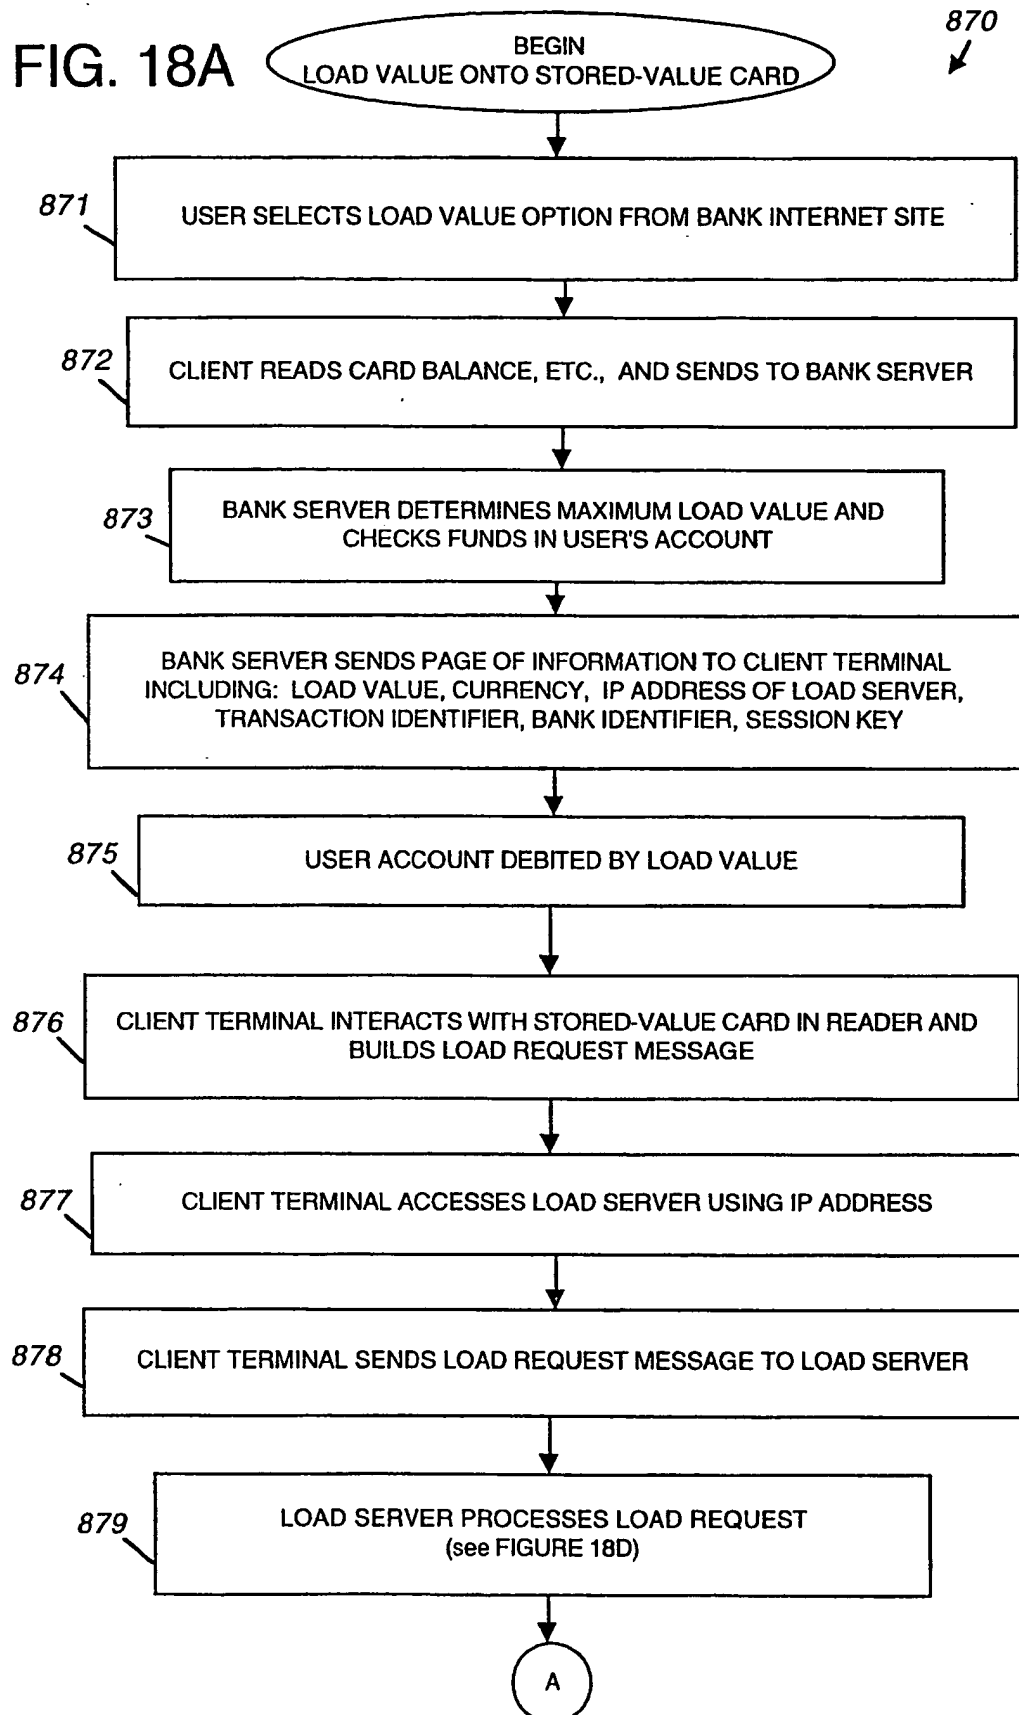 FIG. 18A
870
BEGIN
LOAD VALUE ONTO STORED-VALUE CARD
871
USER SELECTS LOAD VALUE OPTION FROM BANK INTERNET SITE
872
CLIENT READS CARD BALANCE, ETC., AND SENDS TO BANK SERVER
873
BANK SERVER DETERMINES MAXIMUM LOAD VALUE AND
CHECKS FUNDS IN USER'S ACCOUNT
874
BANK SERVER SENDS PAGE OF INFORMATION TO CLIENT TERMINAL
INCLUDING: LOAD VALUE, CURRENCY, IP ADDRESS OF LOAD SERVER,
TRANSACTION IDENTIFIER, BANK IDENTIFIER, SESSION KEY
875
USER ACCOUNT DEBITED BY LOAD VALUE
876
CLIENT TERMINAL INTERACTS WITH STORED-VALUE CARD IN READER AND
BUILDS LOAD REQUEST MESSAGE
877
CLIENT TERMINAL ACCESSES LOAD SERVER USING IP ADDRESS
878
CLIENT TERMINAL SENDS LOAD REQUEST MESSAGE TO LOAD SERVER
879
LOAD SERVER PROCESSES LOAD REQUEST
(see FIGURE 18D)
A